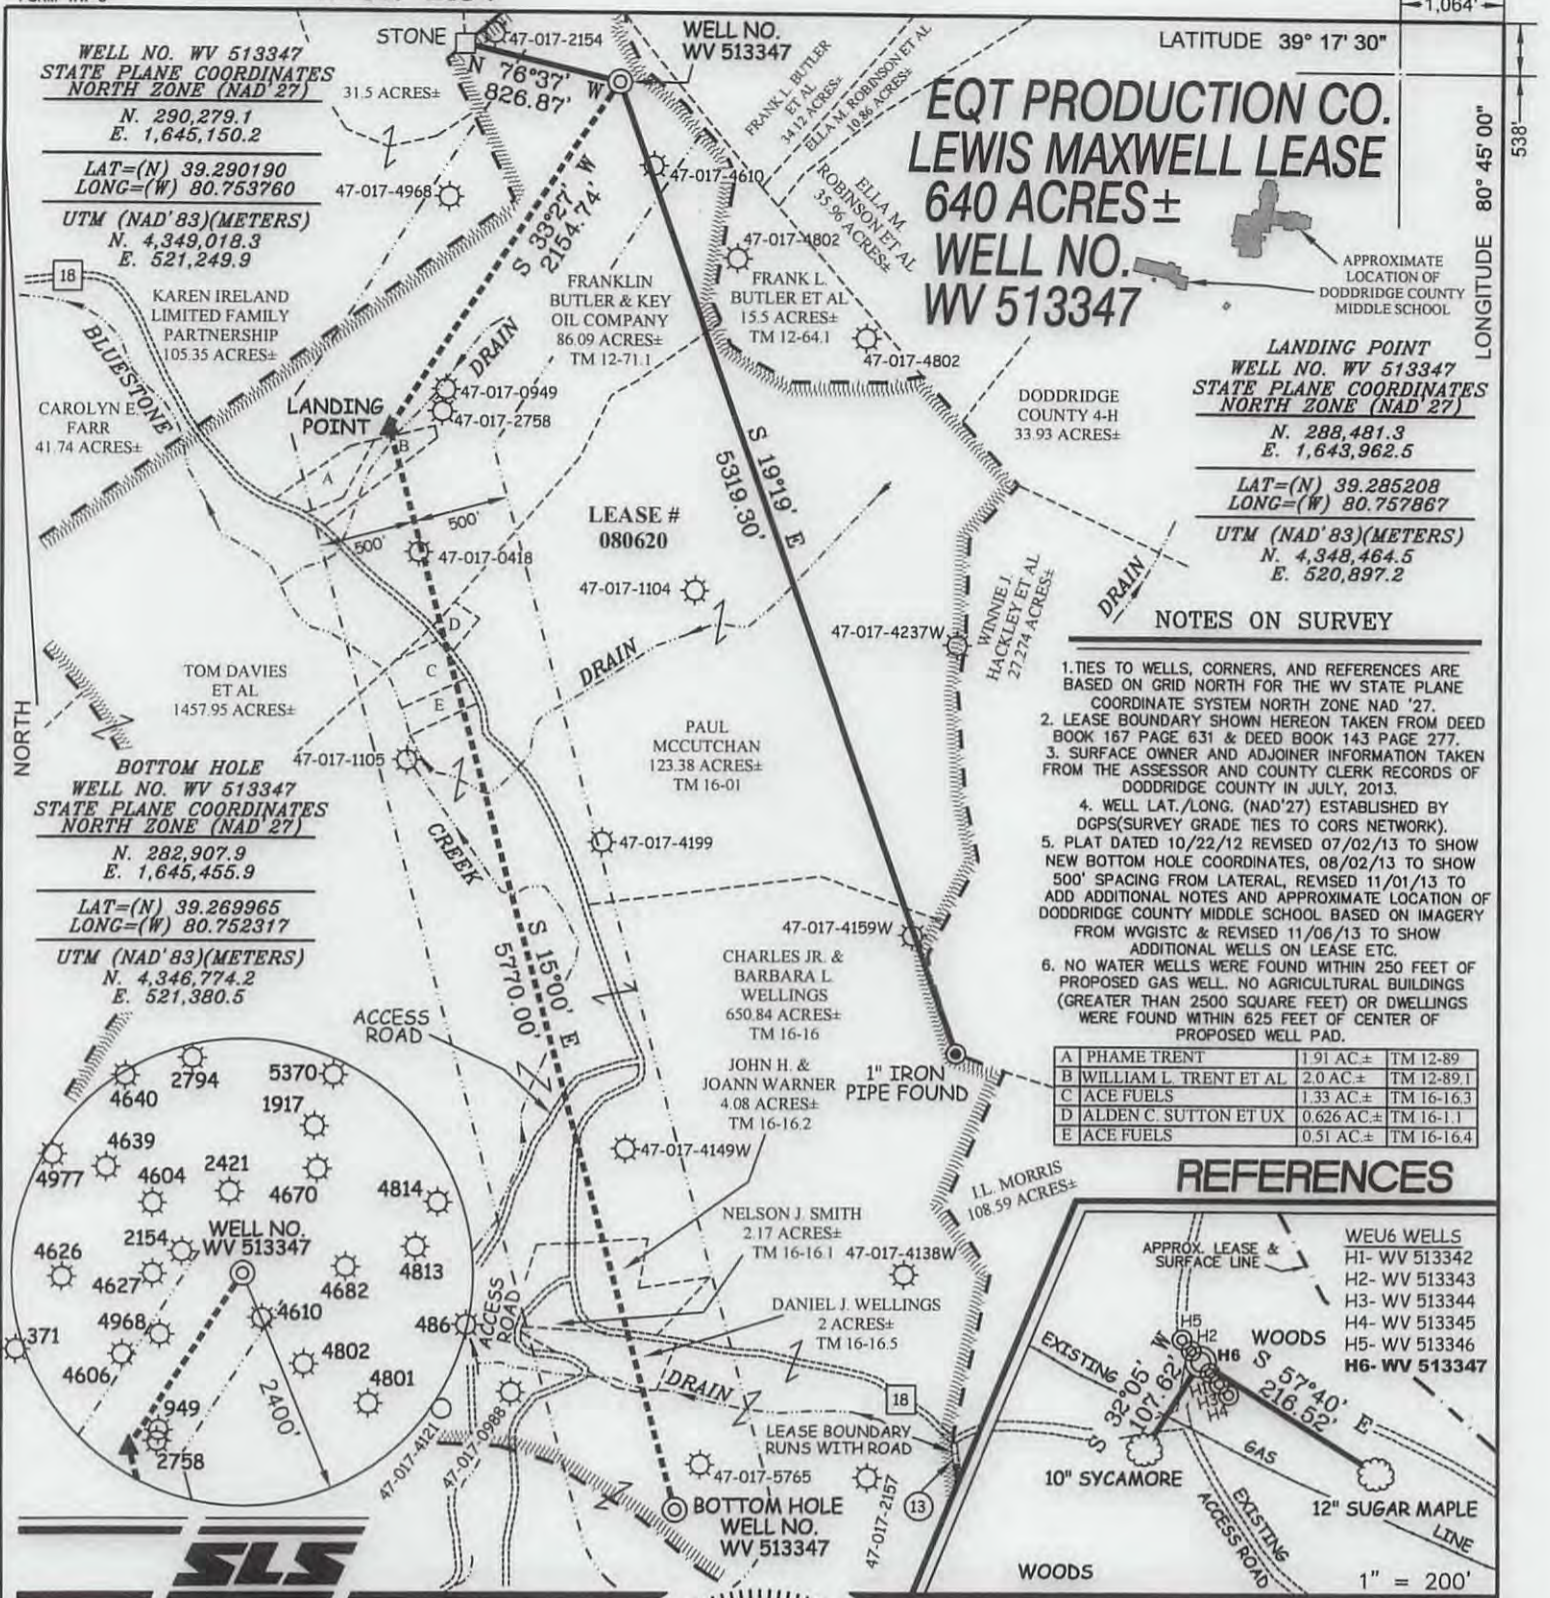 1,064'
LATITUDE 39° 17' 30"
538'
LONGITUDE 80° 45' 00"
WELL NO. WV 513347
STATE PLANE COORDINATES
NORTH ZONE (NAD'27)
N. 290,279.1
E. 1,645,150.2
LAT=(N) 39.290190
LONG=(W) 80.753760
UTM (NAD'83)(METERS)
N. 4,349,018.3
E. 521,249.9
STONE
47-017-2154
WELL NO.
WV 513347
N 76°37' W
826.87'
31.5 ACRES±
FRANK L. BUTLER
ET AL
34.12 ACRES±
ELLA M. ROBINSON ET AL
10.86 ACRES±
ELLA M.
ROBINSON ET AL
35.96 ACRES±
EQT PRODUCTION CO.
LEWIS MAXWELL LEASE
640 ACRES±
WELL NO.
WV 513347
APPROXIMATE
LOCATION OF
DODDRIDGE COUNTY
MIDDLE SCHOOL
47-017-4968
47-017-4610
S 33°27' W
2154.74'
47-017-4802
FRANK L.
BUTLER ET AL
15.5 ACRES±
TM 12-64.1
47-017-4802
18
KAREN IRELAND
LIMITED FAMILY
PARTNERSHIP
105.35 ACRES±
FRANKLIN
BUTLER & KEY
OIL COMPANY
86.09 ACRES±
TM 12-71.1
BLUESTONE
DRAIN
CAROLYN E.
FARR
41.74 ACRES±
LANDING
POINT
47-017-0949
47-017-2758
A
B
DODDRIDGE
COUNTY 4-H
33.93 ACRES±
LANDING POINT
WELL NO. WV 513347
STATE PLANE COORDINATES
NORTH ZONE (NAD'27)
N. 288,481.3
E. 1,643,962.5
LAT=(N) 39.285208
LONG=(W) 80.757867
UTM (NAD'83)(METERS)
N. 4,348,464.5
E. 520,897.2
S 19°19' E
5319.30'
500'
500'
LEASE #
080620
47-017-0418
47-017-1104
D
C
E
DRAIN
DRAIN
47-017-4237W
WINNIE J.
HACKLEY ET AL
27.274 ACRES±
NORTH
TOM DAVIES
ET AL
1457.95 ACRES±
PAUL
MCCUTCHAN
123.38 ACRES±
TM 16-01
NOTES ON SURVEY
1.TIES TO WELLS, CORNERS, AND REFERENCES ARE
BASED ON GRID NORTH FOR THE WV STATE PLANE
COORDINATE SYSTEM NORTH ZONE NAD '27.
2. LEASE BOUNDARY SHOWN HEREON TAKEN FROM DEED
BOOK 167 PAGE 631 & DEED BOOK 143 PAGE 277.
3. SURFACE OWNER AND ADJOINER INFORMATION TAKEN
FROM THE ASSESSOR AND COUNTY CLERK RECORDS OF
DODDRIDGE COUNTY IN JULY, 2013.
4. WELL LAT./LONG. (NAD'27) ESTABLISHED BY
DGPS(SURVEY GRADE TIES TO CORS NETWORK).
5. PLAT DATED 10/22/12 REVISED 07/02/13 TO SHOW
NEW BOTTOM HOLE COORDINATES, 08/02/13 TO SHOW
500' SPACING FROM LATERAL, REVISED 11/01/13 TO
ADD ADDITIONAL NOTES AND APPROXIMATE LOCATION OF
DODDRIDGE COUNTY MIDDLE SCHOOL BASED ON IMAGERY
FROM WVGISTC & REVISED 11/06/13 TO SHOW
ADDITIONAL WELLS ON LEASE ETC.
6. NO WATER WELLS WERE FOUND WITHIN 250 FEET OF
PROPOSED GAS WELL. NO AGRICULTURAL BUILDINGS
(GREATER THAN 2500 SQUARE FEET) OR DWELLINGS
WERE FOUND WITHIN 625 FEET OF CENTER OF
PROPOSED WELL PAD.
A PHAME TRENT 1.91 AC.± TM 12-89
B WILLIAM L. TRENT ET AL 2.0 AC.± TM 12-89.1
C ACE FUELS 1.33 AC.± TM 16-16.3
D ALDEN C. SUTTON ET UX 0.626 AC.± TM 16-1.1
E ACE FUELS 0.51 AC.± TM 16-16.4
47-017-1105
BOTTOM HOLE
WELL NO. WV 513347
STATE PLANE COORDINATES
NORTH ZONE (NAD'27)
N. 282,907.9
E. 1,645,455.9
LAT=(N) 39.269965
LONG=(W) 80.752317
UTM (NAD'83)(METERS)
N. 4,346,774.2
E. 521,380.5
CREEK
47-017-4199
47-017-4159W
S 15°00' E
5770.00'
CHARLES JR. &
BARBARA L.
WELLINGS
650.84 ACRES±
TM 16-16
ACCESS
ROAD
JOHN H. &
JOANN WARNER
4.08 ACRES±
TM 16-16.2
1" IRON
PIPE FOUND
47-017-4149W
I.L. MORRIS
108.59 ACRES±
NELSON J. SMITH
2.17 ACRES±
TM 16-16.1
47-017-4138W
DANIEL J. WELLINGS
2 ACRES±
TM 16-16.5
ACCESS
ROAD
DRAIN
18
LEASE BOUNDARY
RUNS WITH ROAD
13
47-017-4121
47-017-0988
47-017-5765
47-017-2157
BOTTOM HOLE
WELL NO.
WV 513347
2794
5370
4640
1917
4639
4977
4604
2421
4670
4814
WELL NO.
WV 513347
2154
4626
4627
4682
4813
4968
4610
486
371
4606
4802
4801
949
2758
2400'
SLS
REFERENCES
APPROX. LEASE &
SURFACE LINE
WEU6 WELLS
H1- WV 513342
H2- WV 513343
H3- WV 513344
H4- WV 513345
H5- WV 513346
H6- WV 513347
H5
H2
H6
H1
H3
H4
WOODS
EXISTING
GAS
LINE
S 32°05' W
107.62'
S 57°40' E
216.52'
10" SYCAMORE
12" SUGAR MAPLE
EXISTING
ACCESS ROAD
WOODS
1" = 200'